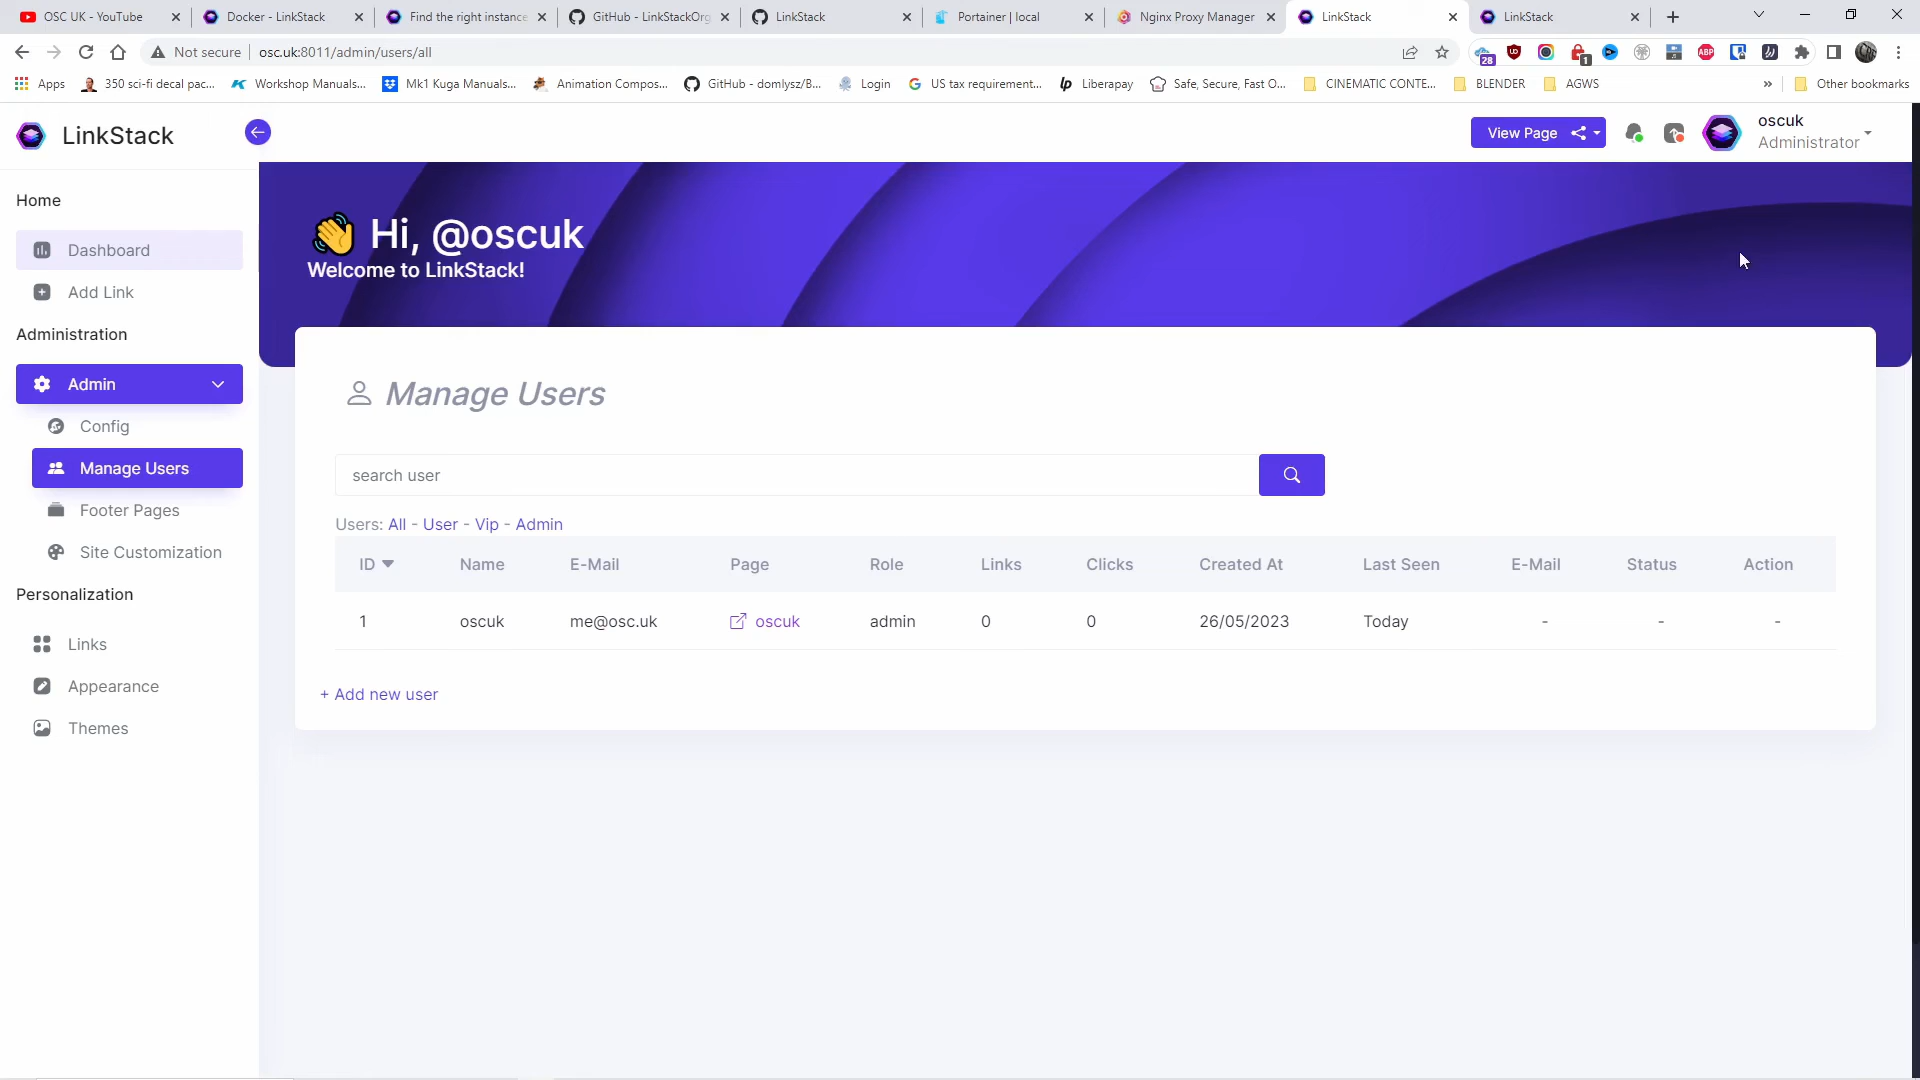 OSC UK - YouTube
Docker - LinkStack
Find the right instance
GitHub - LinkStackOrg
LinkStack
Portainer | local
Nginx Proxy Manager
LinkStack
LinkStack
Not secure | osc.uk:8011/admin/users/all
28
1
ABP
Apps
350 sci-fi decal pac...
Workshop Manuals...
Mk1 Kuga Manuals...
Animation Compos...
GitHub - domlysz/B...
Login
US tax requirement...
Liberapay
Safe, Secure, Fast O...
CINEMATIC CONTE...
BLENDER
AGWS
»
Other bookmarks
LinkStack
View Page
oscuk
Administrator
Home
Dashboard
Add Link
Administration
Admin
Config
Manage Users
Footer Pages
Site Customization
Personalization
Links
Appearance
Themes
Hi, @oscuk
Welcome to LinkStack!
Manage Users
search user
Users: All - User - Vip - Admin
ID Name E-Mail Page Role Links Clicks Created At Last Seen E-Mail Status Action
1 oscuk me@osc.uk oscuk admin 0 0 26/05/2023 Today - - -
+ Add new user